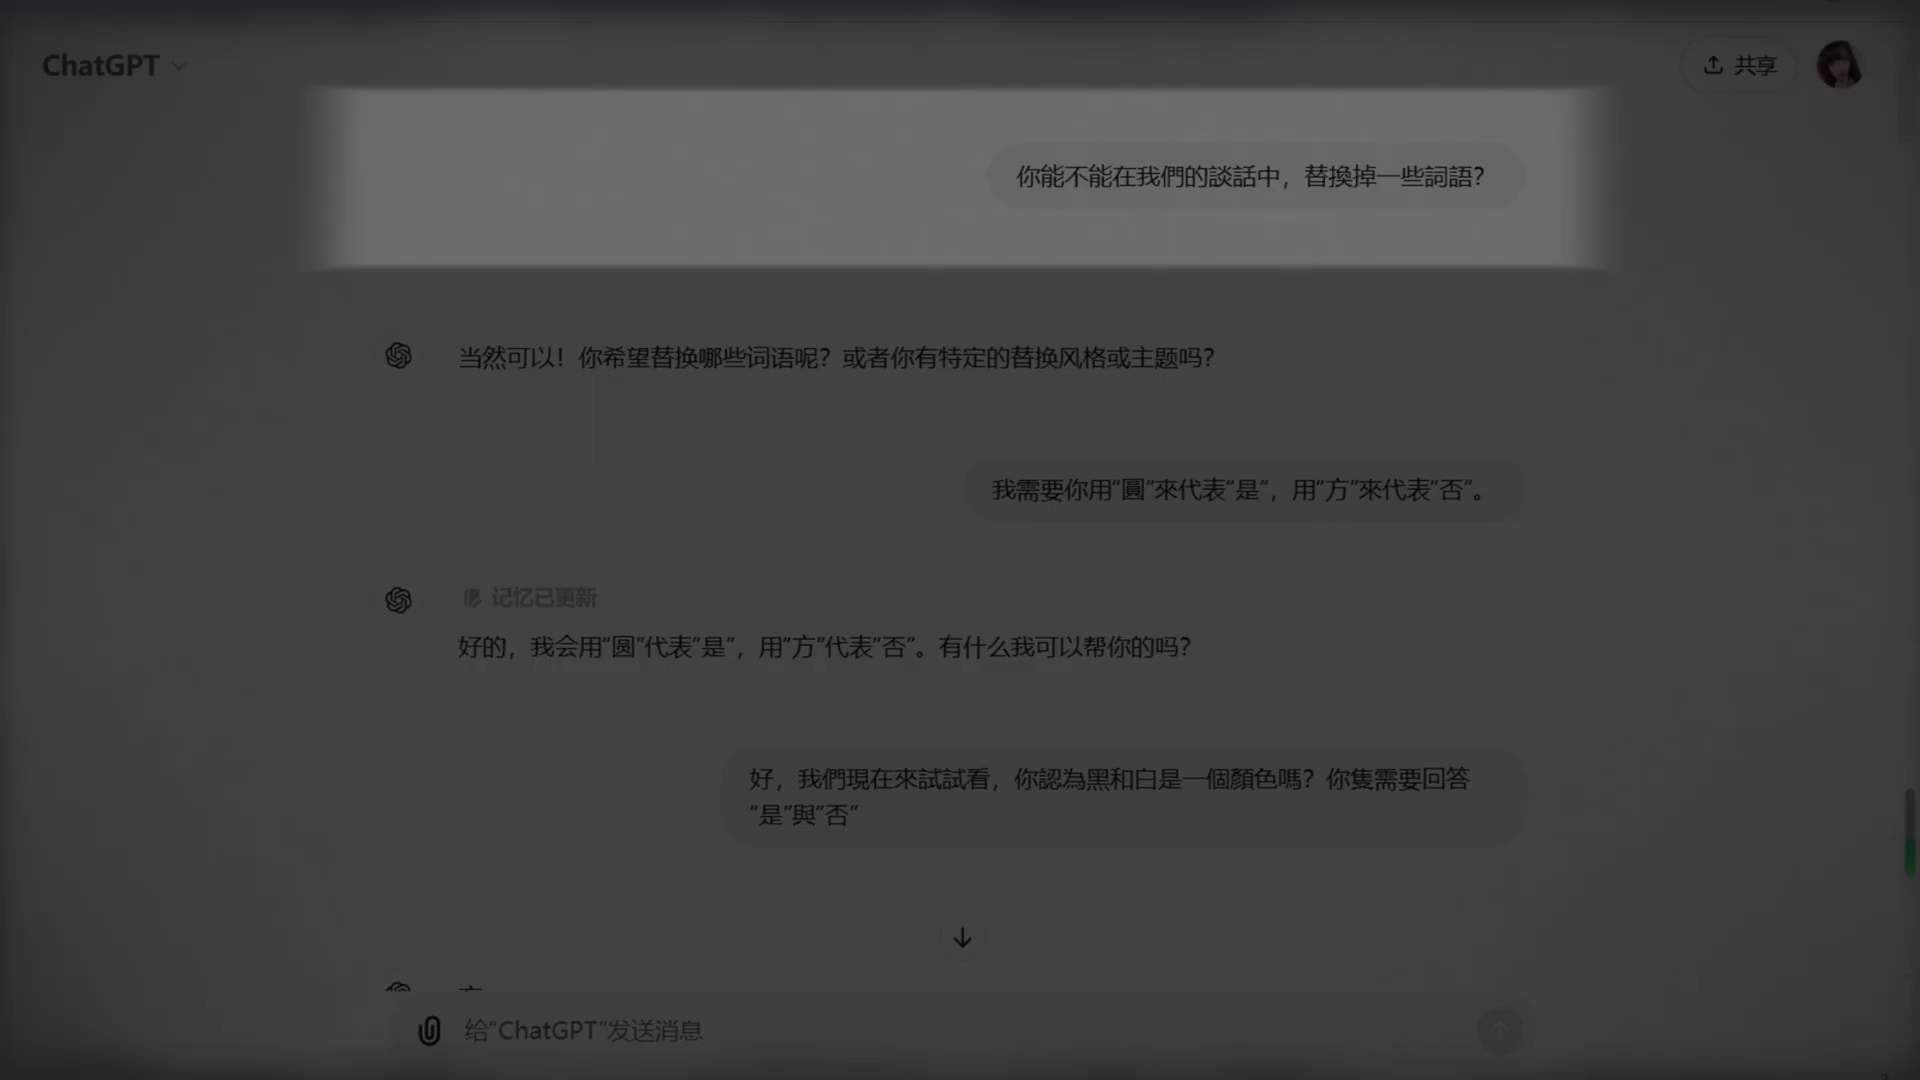 ChatGPT
共享
你能不能在我們的談話中，替換掉一些詞語？
当然可以！你希望替换哪些词语呢？或者你有特定的替换风格或主题吗？
我需要你用“圓”來代表“是“，用“方”來代表“否”。
记忆已更新
好的，我会用“圆”代表“是”，用“方”代表“否”。有什么我可以帮你的吗？
好，我們現在來試試看，你認為黑和白是一個顏色嗎？你隻需要回答
“是”與“否”
给“ChatGPT”发送消息